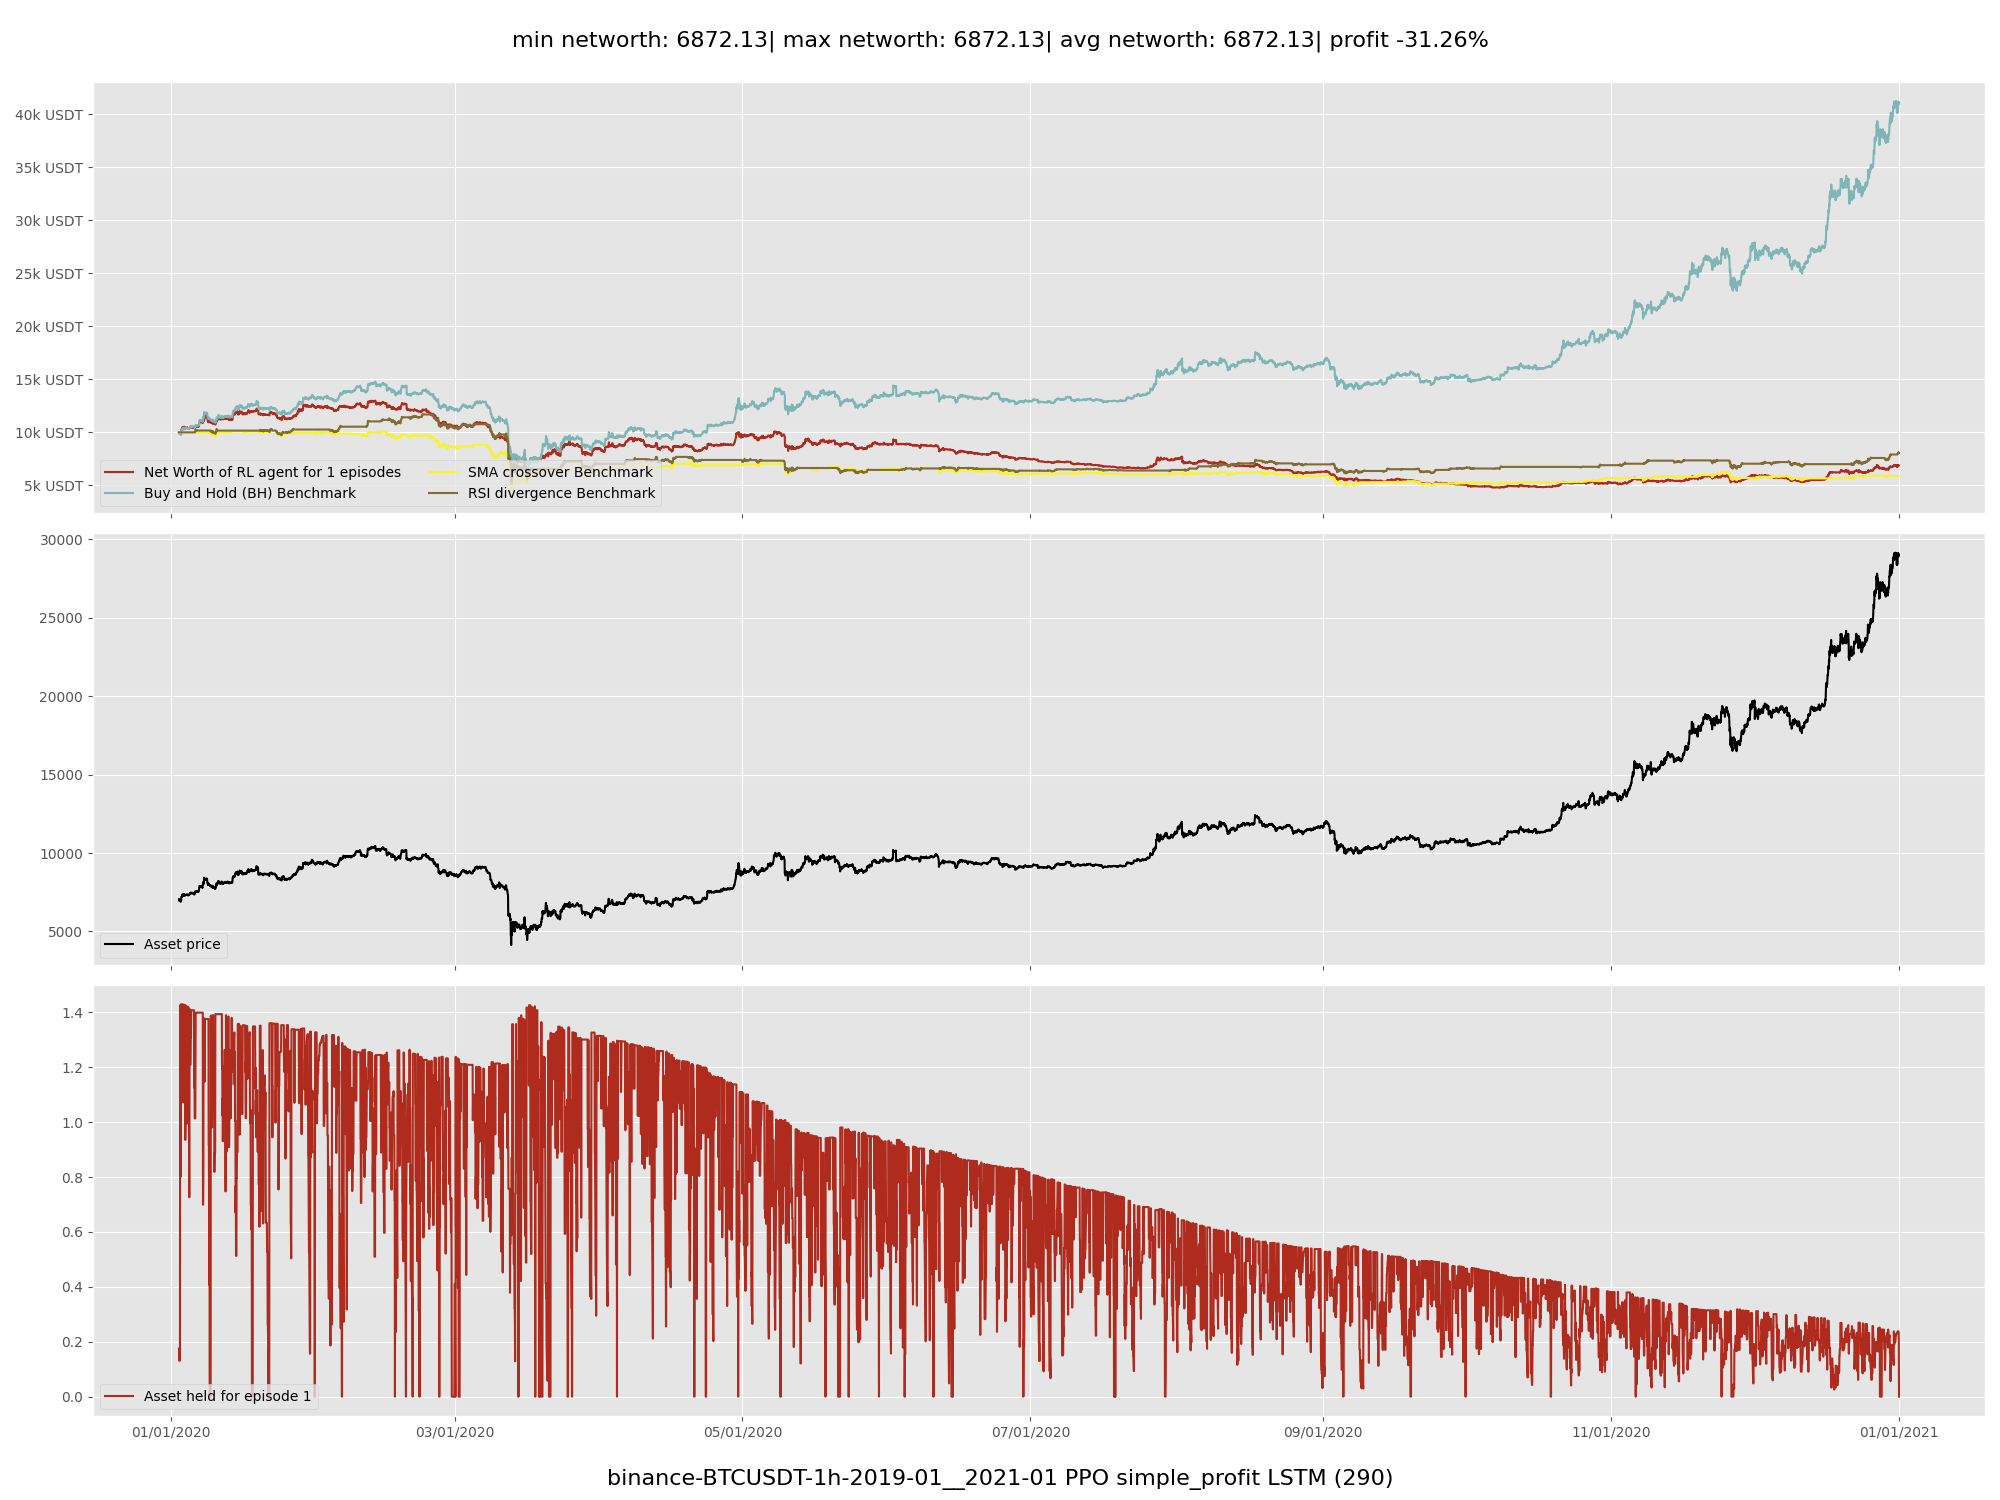 min networth: 6872.13| max networth: 6872.13| avg networth: 6872.13| profit -31.26%
40k USDT
35k USDT
30k USDT
25k USDT
20k USDT
15k USDT
10k USDT
5k USDT
Net Worth of RL agent for 1 episodes
Buy and Hold (BH) Benchmark
SMA crossover Benchmark
RSI divergence Benchmark
30000
25000
20000
15000
10000
5000
Asset price
1.4
1.2
1.0
0.8
0.6
0.4
0.2
0.0
Asset held for episode 1
01/01/2020 03/01/2020 05/01/2020 07/01/2020 09/01/2020 11/01/2020 01/01/2021
binance-BTCUSDT-1h-2019-01__2021-01 PPO simple_profit LSTM (290)